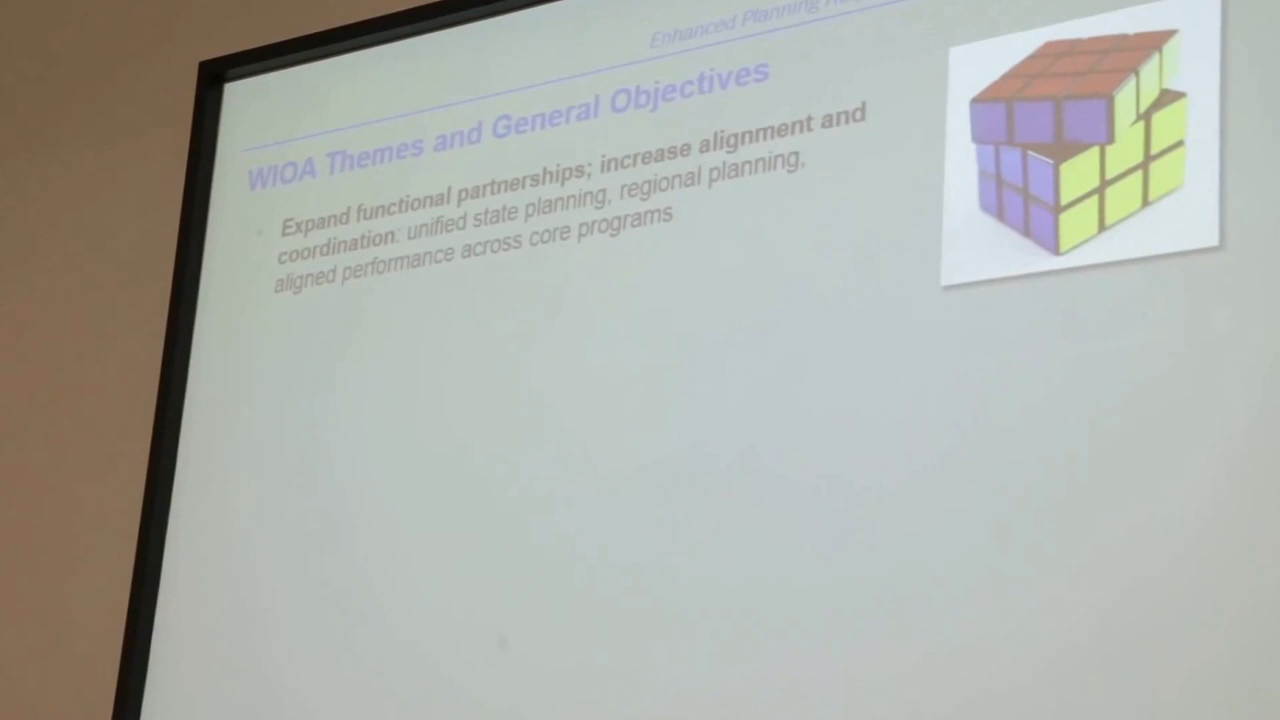 Enhanced Planning
WIOA Themes and General Objectives
Expand functional partnerships; increase alignment and
coordination: unified state planning, regional planning,
aligned performance across core programs